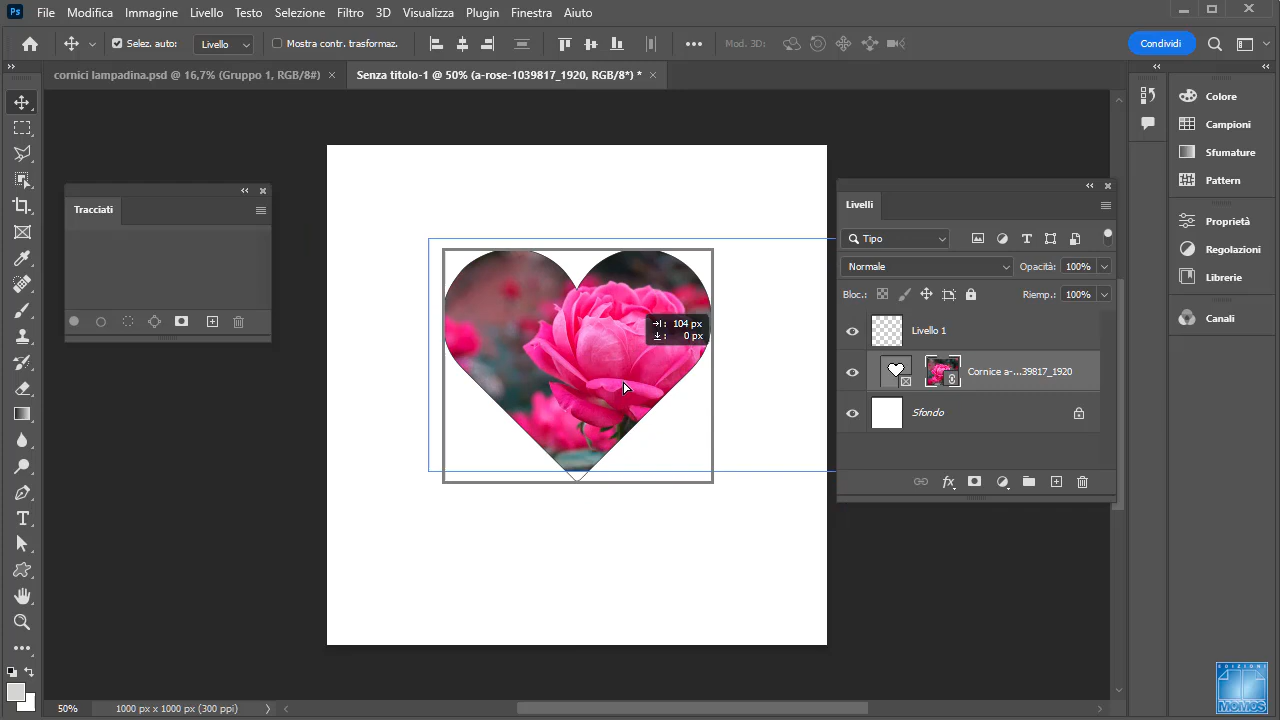 Ps File Modifica Immagine Livello Testo Selezione Filtro 3D Visualizza Plugin Finestra Aiuto
Selez. auto: Livello Mostra contr. trasformaz. Mod. 3D: Condividi
cornici lampadina.psd @ 16,7% (Gruppo 1, RGB/8#) Senza titolo-1 @ 50% (a-rose-1039817_1920, RGB/8*) *
Tracciati
Livelli
Tipo
Normale Opacità: 100%
Bloc.: Riemp.: 100%
Livello 1
Cornice a-...39817_1920
Sfondo
104 px
0 px
Colore
Campioni
Sfumature
Pattern
Proprietà
Regolazioni
Librerie
Canali
50% 1000 px x 1000 px (300 ppi)
EDIZIONI
MOMOS